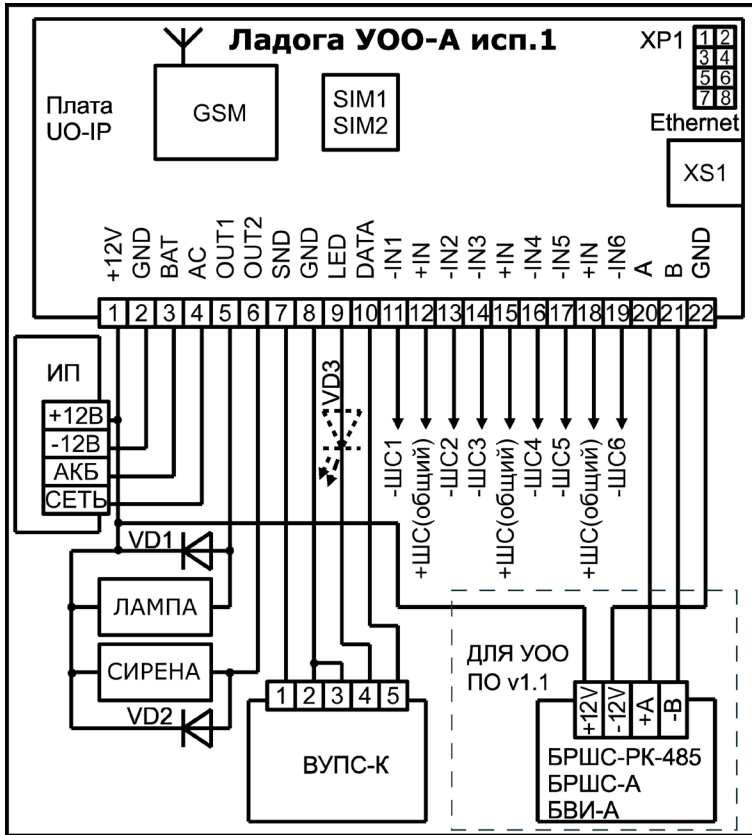 Ладога УОО-А исп.1
XP1
1 2
3 4
5 6
7 8
Плата
UO-IP
GSM
SIM1
SIM2
Ethernet
XS1
+12V
GND
BAT
AC
OUT1
OUT2
SND
GND
LED
DATA
-IN1
+IN
-IN2
-IN3
+IN
-IN4
-IN5
+IN
-IN6
A
B
GND
1 2 3 4 5 6 7 8 9 10 11 12 13 14 15 16 17 18 19 20 21 22
ИП
+12В
-12В
АКБ
СЕТЬ
VD3
-ШС1
+ШС(общий)
-ШС2
-ШС3
+ШС(общий)
-ШС4
-ШС5
+ШС(общий)
-ШС6
VD1
ЛАМПА
СИРЕНА
VD2
1 2 3 4 5
ВУПС-К
ДЛЯ УОО
ПО v1.1
+12V
-12V
+A
-B
БРШС-РК-485
БРШС-А
БВИ-А